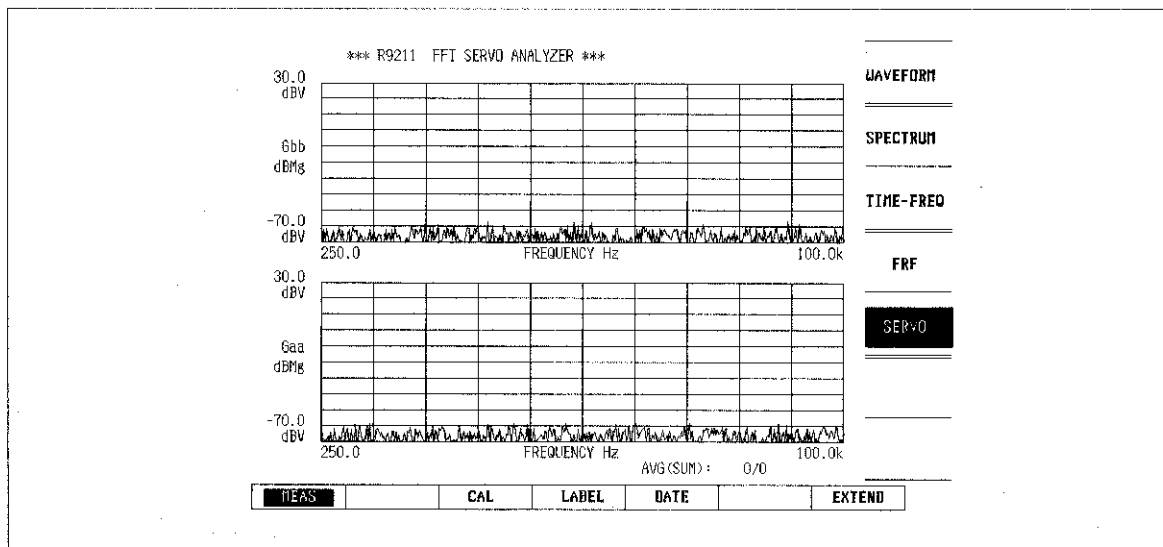 *** R9211 FFT SERVO ANALYZER ***
30.0
dBV
Gbb
dBMg
-70.0
dBV
250.0
FREQUENCY Hz
100.0k
30.0
dBV
Gaa
dBMg
-70.0
dBV
250.0
FREQUENCY Hz
100.0k
AVG(SUM): 0/0
WAVEFORM
SPECTRUM
TIME-FREQ
FRF
SERVO
MEAS
CAL
LABEL
DATE
EXTEND